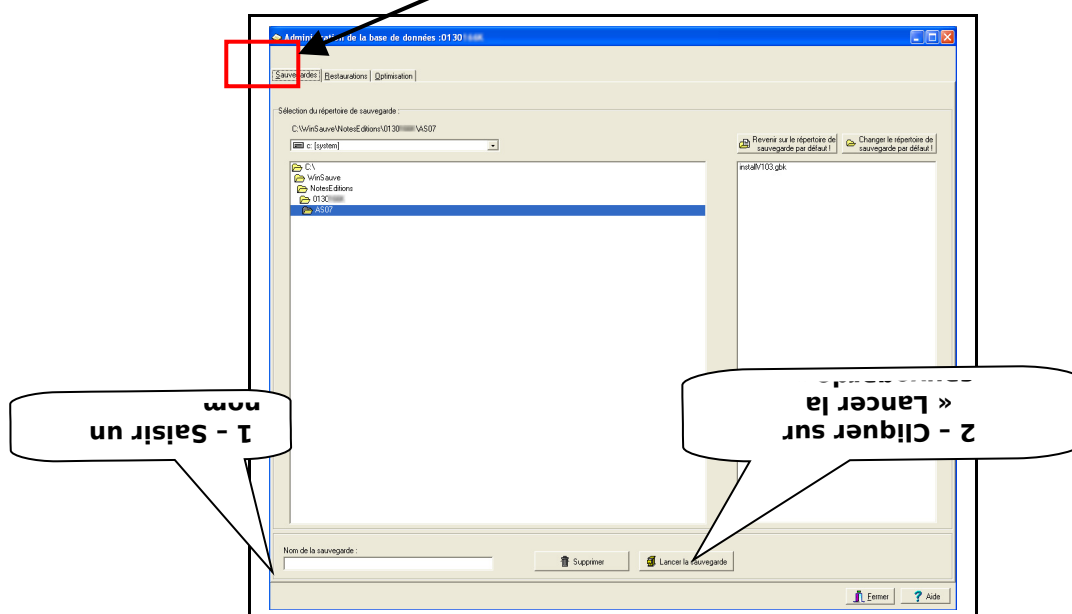 Administration de la base de données :0130
Sauvegardes
Restaurations
Optimisation
Sélection du répertoire de sauvegarde :
C:\WinSauve\NotesEditions\0130 \AS07
c: [system]
Revenir sur le répertoire de sauvegarde par défaut !
Changer le répertoire de sauvegarde par défaut !
C:\
WinSauve
NotesEditions
0130
AS07
installV103.gbk
1 - Saisir un
nom
2 - Cliquer sur
« Lancer la
sauvegarde
Nom de la sauvegarde :
Supprimer
Lancer la sauvegarde
Fermer
Aide